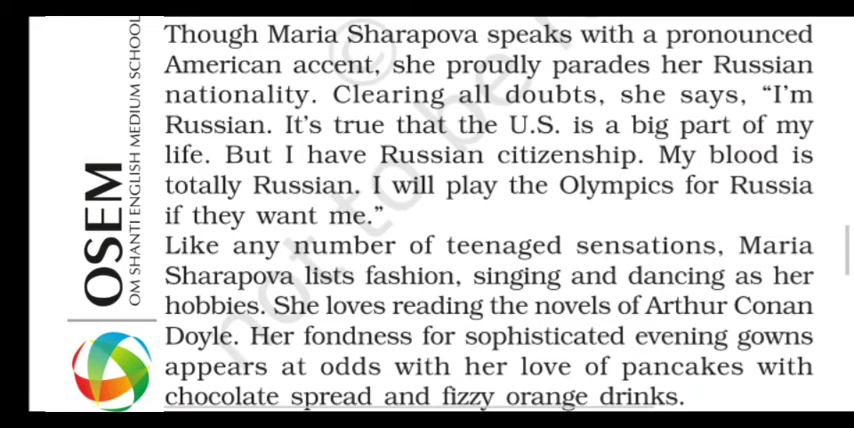 Though Maria Sharapova speaks with a pronounced
American accent, she proudly parades her Russian
nationality. Clearing all doubts, she says, “I’m
Russian. It’s true that the U.S. is a big part of my
life. But I have Russian citizenship. My blood is
totally Russian. I will play the Olympics for Russia
if they want me.”
Like any number of teenaged sensations, Maria
Sharapova lists fashion, singing and dancing as her
hobbies. She loves reading the novels of Arthur Conan
Doyle. Her fondness for sophisticated evening gowns
appears at odds with her love of pancakes with
chocolate spread and fizzy orange drinks.
OSEM
OM SHANTI ENGLISH MEDIUM SCHOOL
©
not to be